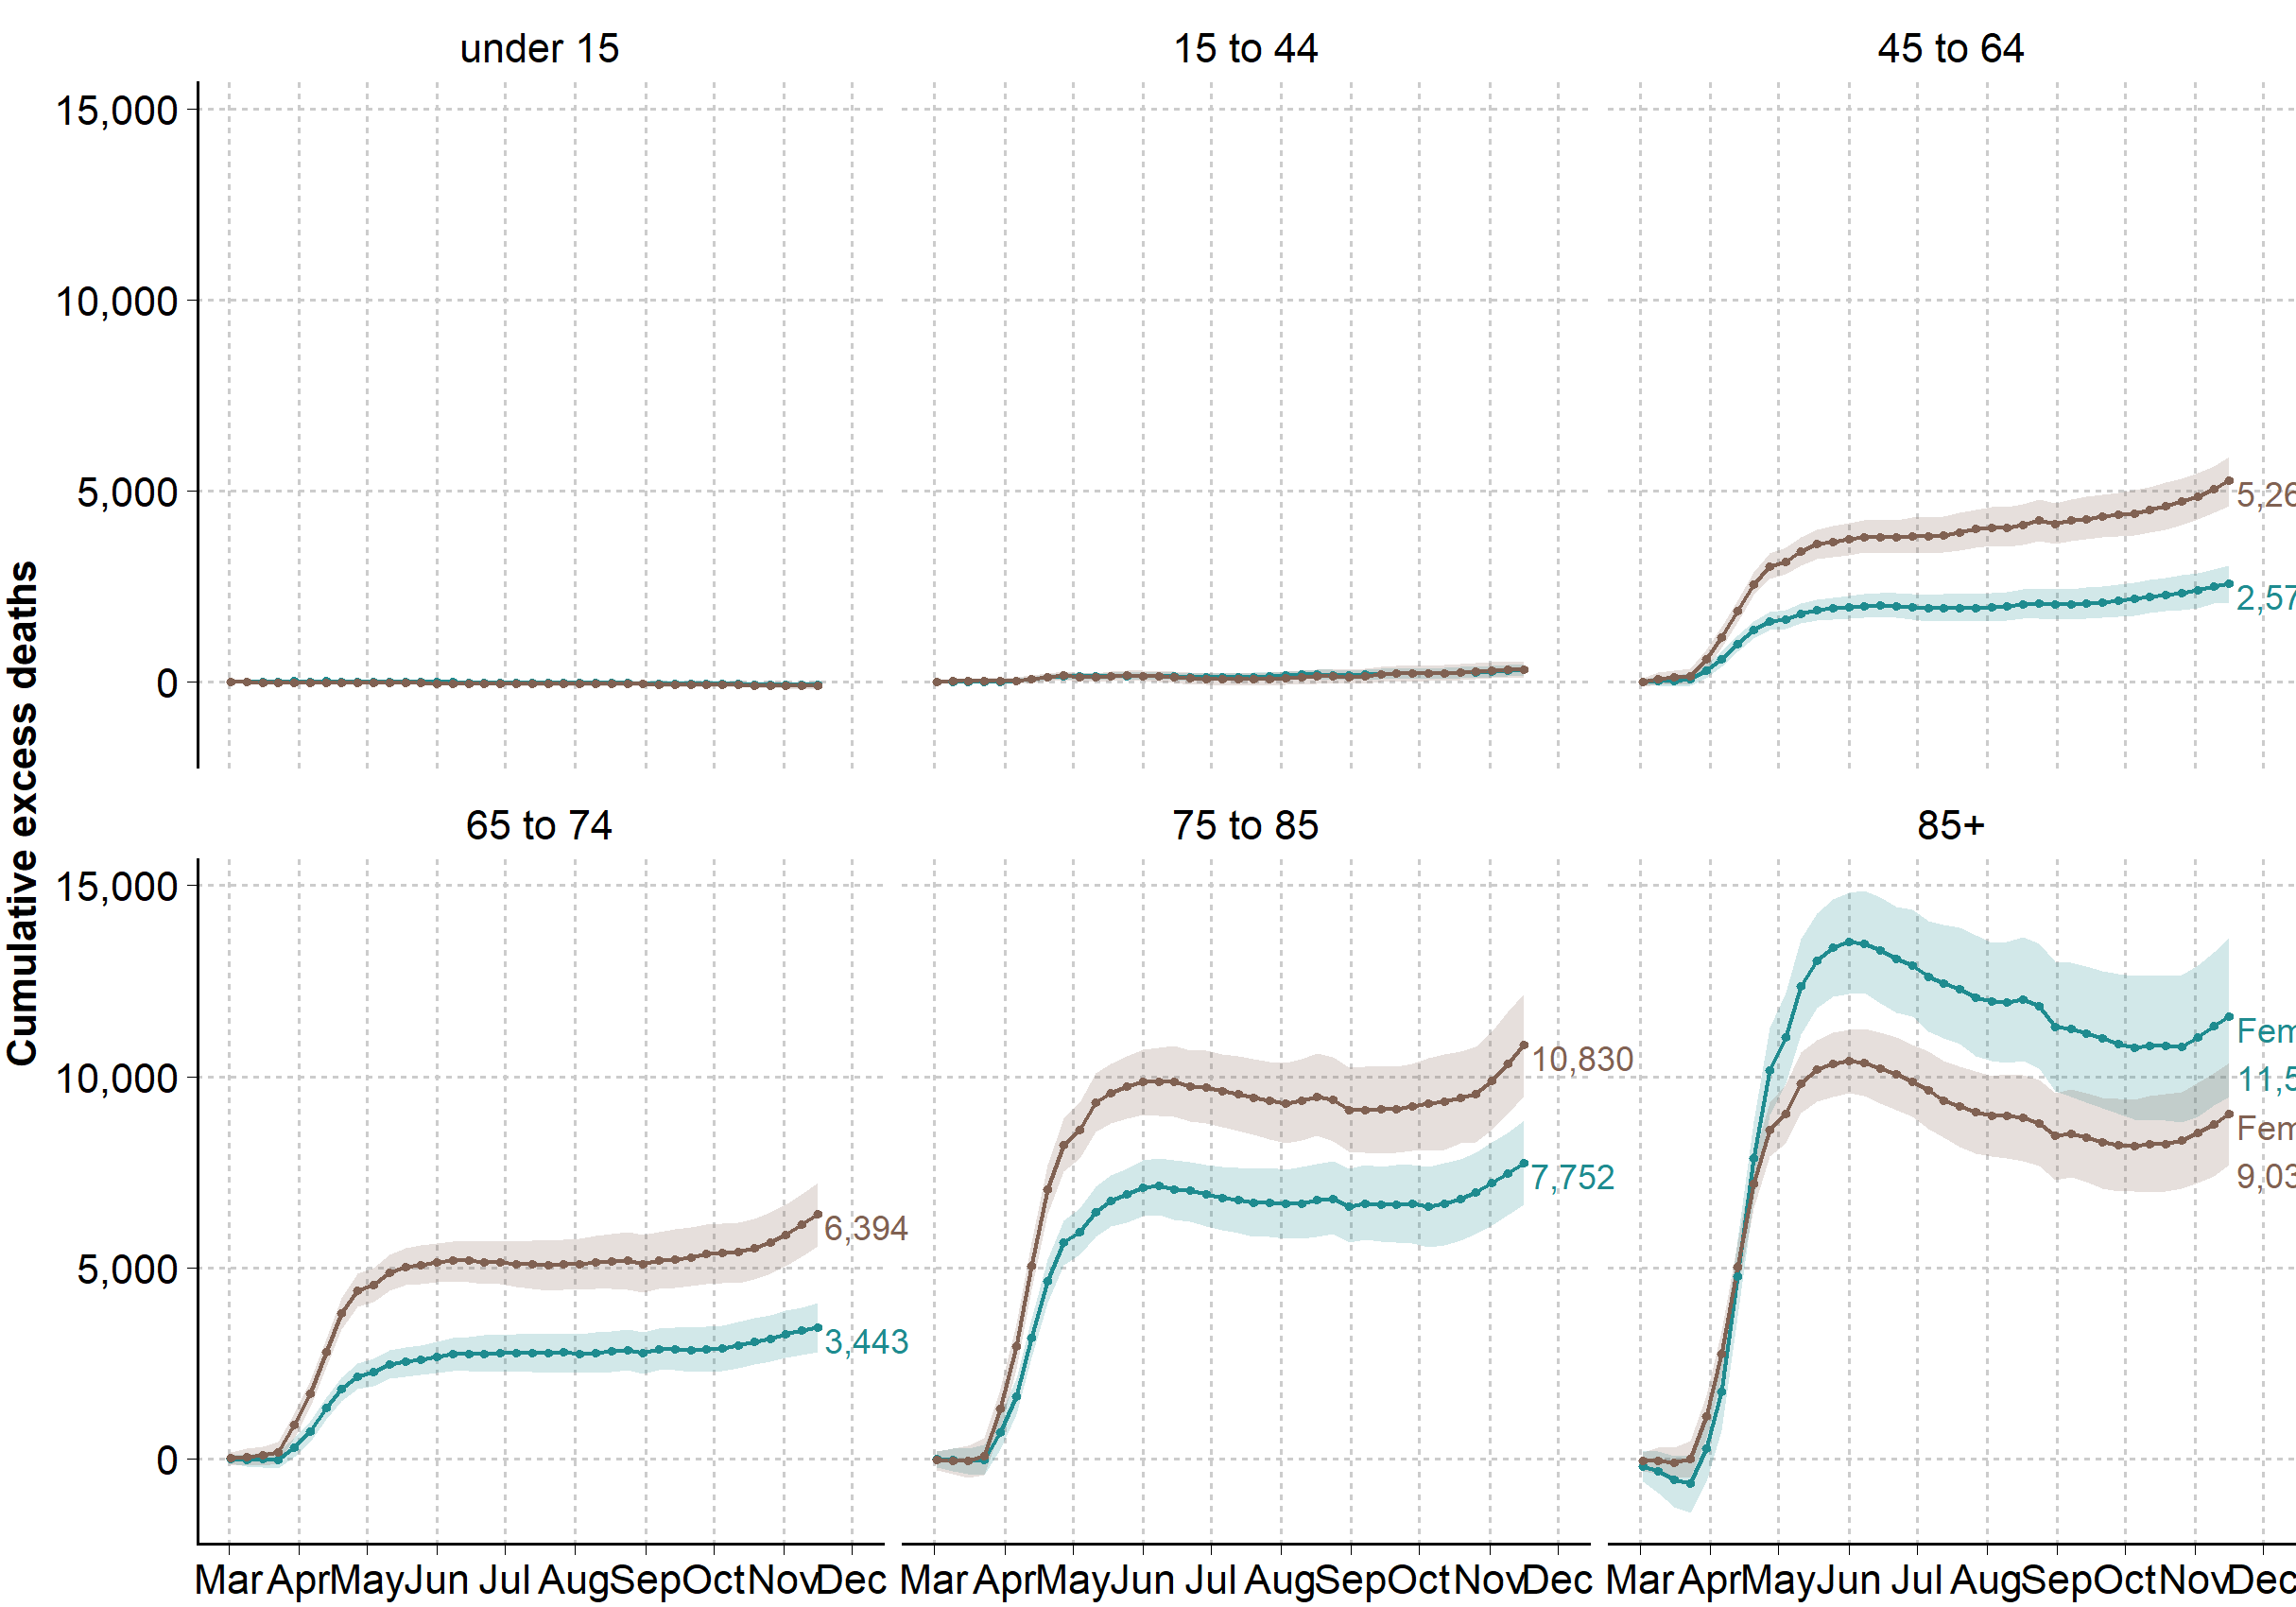 Cumulative excess deaths
under 15
15 to 44
45 to 64
15,000
10,000
5,000
0
5,26
2,57
65 to 74
75 to 85
85+
15,000
10,000
5,000
0
6,394
3,443
10,830
7,752
Fem
11,5
Fem
9,03
Mar Apr May Jun Jul Aug Sep Oct Nov Dec
Mar Apr May Jun Jul Aug Sep Oct Nov Dec
Mar Apr May Jun Jul Aug Sep Oct Nov Dec